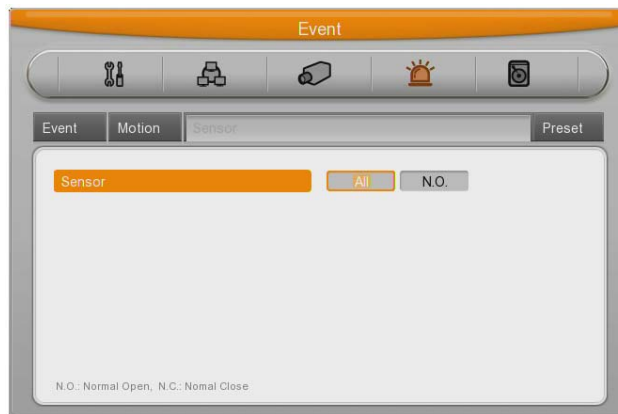 Event
Event Motion Sensor Preset
Sensor All N.O.
N.O.: Normal Open, N.C.: Nomal Close